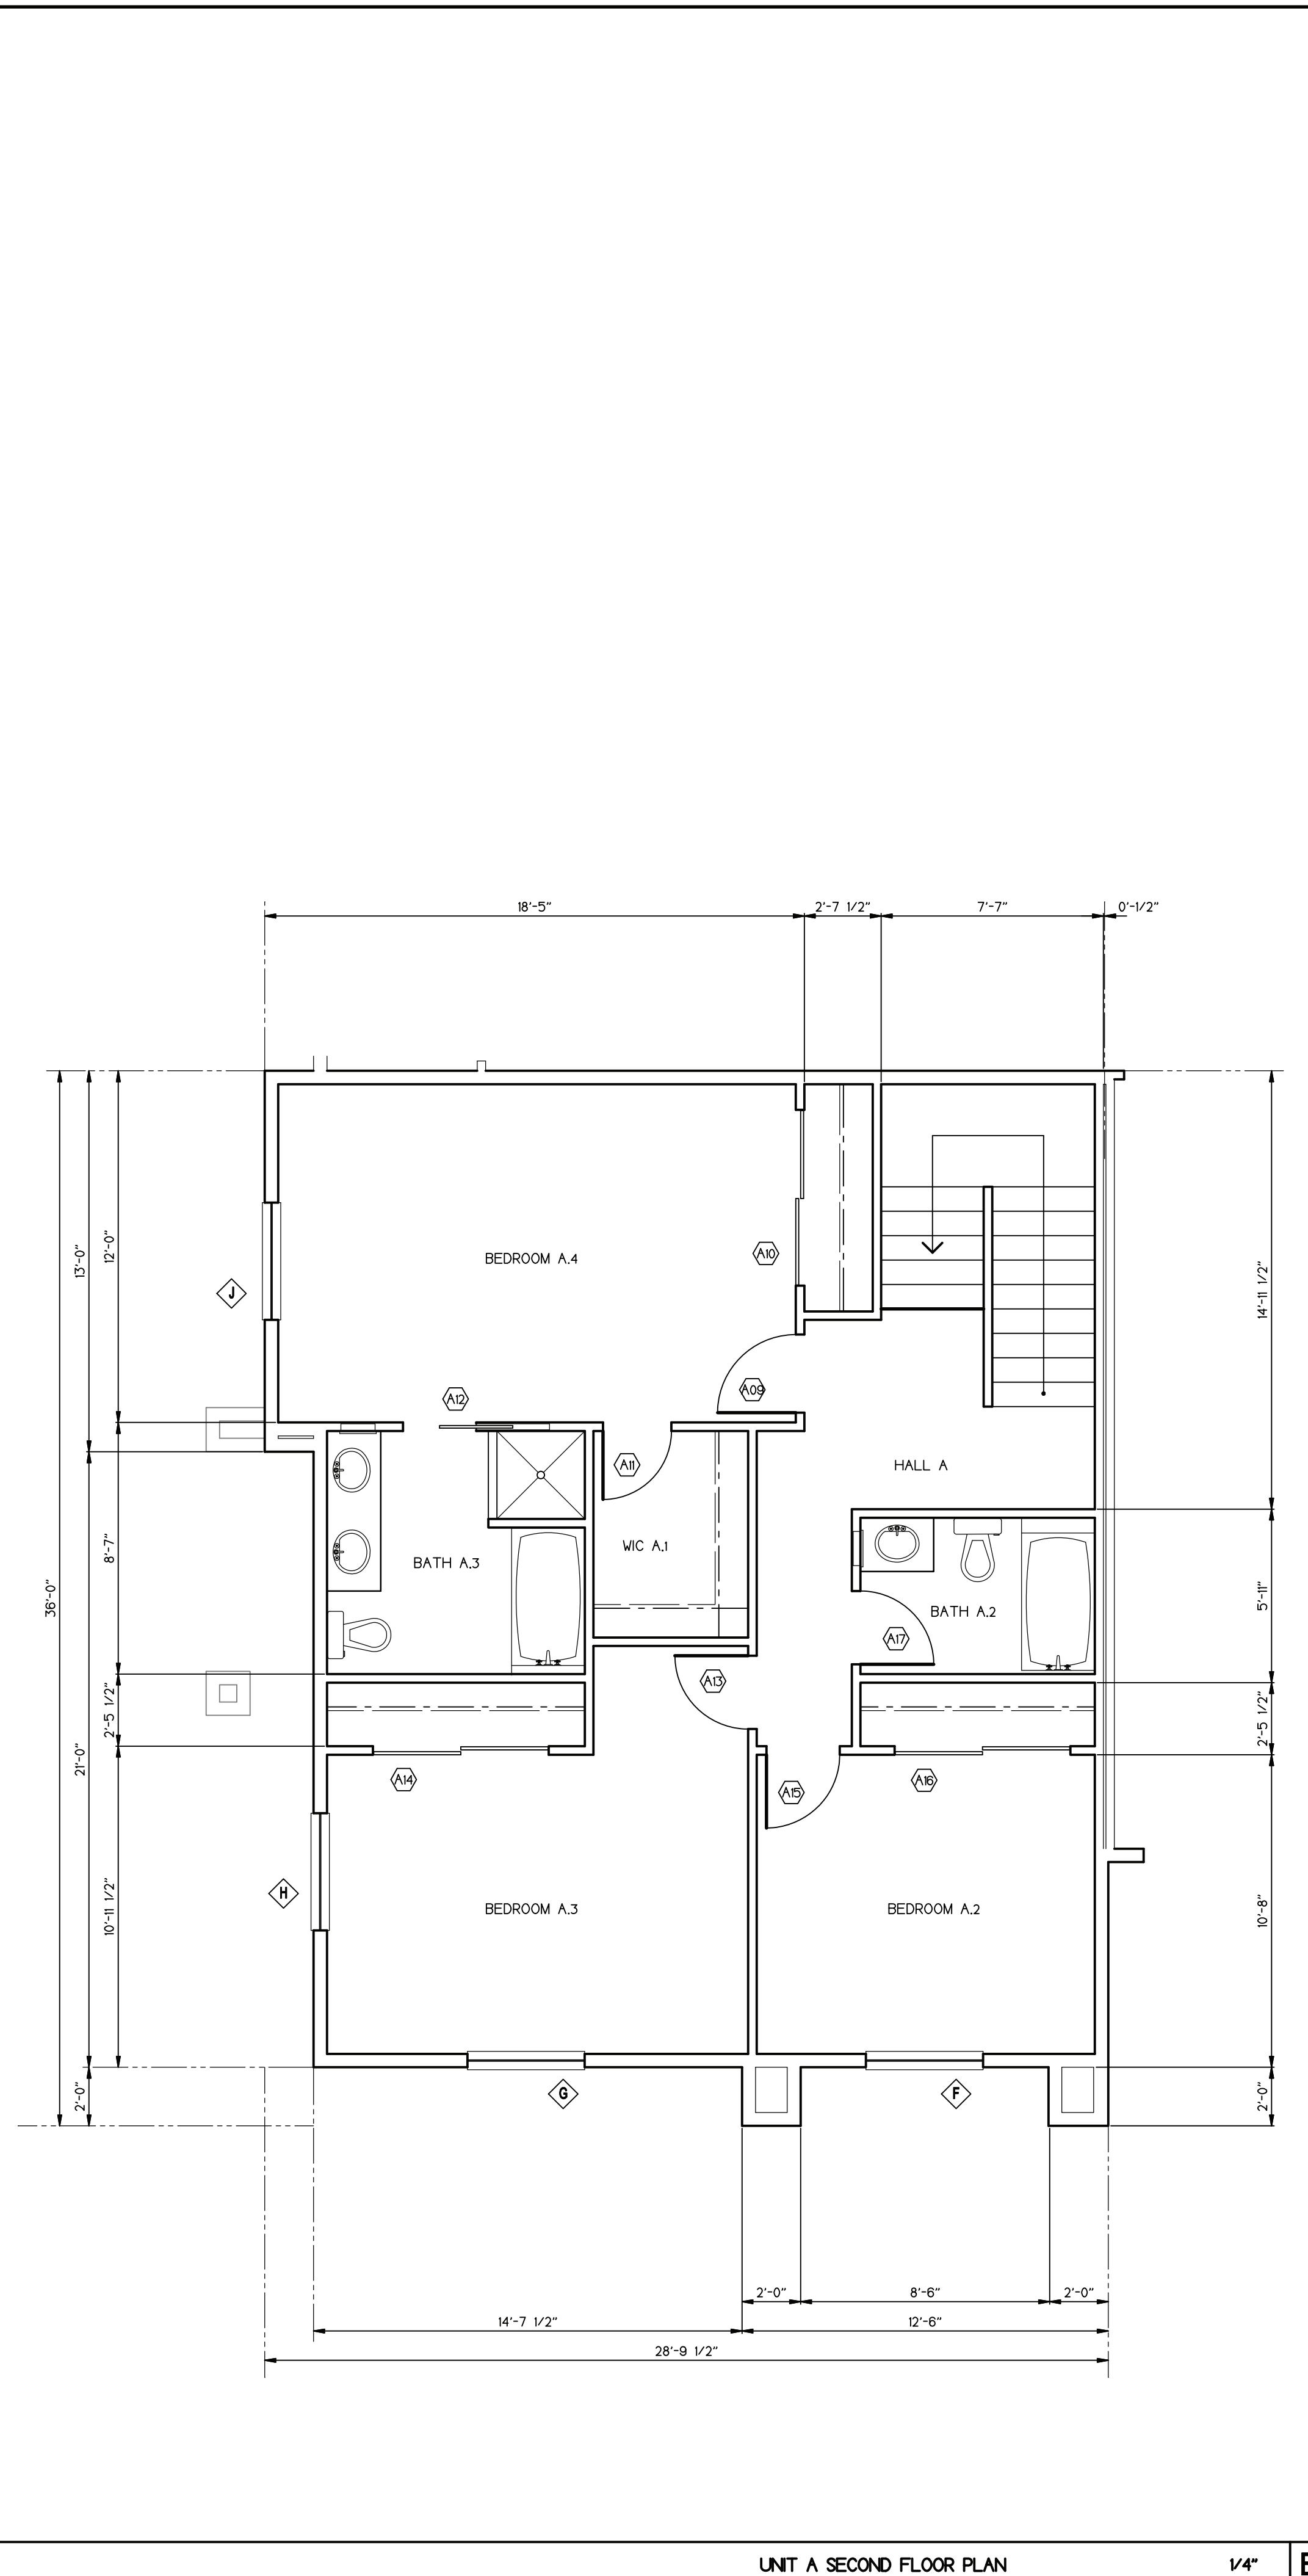 18'-5"
2'-7 1/2"
7'-7"
0'-1/2"
36'-0"
13'-0"
12'-0"
BEDROOM A.4
A10
14'-11 1/2"
J
A12
A09
A11
HALL A
8'-7"
BATH A.3
WIC A.1
5'-11"
BATH A.2
A17
A13
2'-5 1/2"
2'-5 1/2"
21'-0"
A14
A15
A16
H
10'-11 1/2"
BEDROOM A.3
BEDROOM A.2
10'-8"
2'-0"
G
F
2'-0"
2'-0"
8'-6"
2'-0"
14'-7 1/2"
12'-6"
28'-9 1/2"
UNIT A SECOND FLOOR PLAN
1/4"